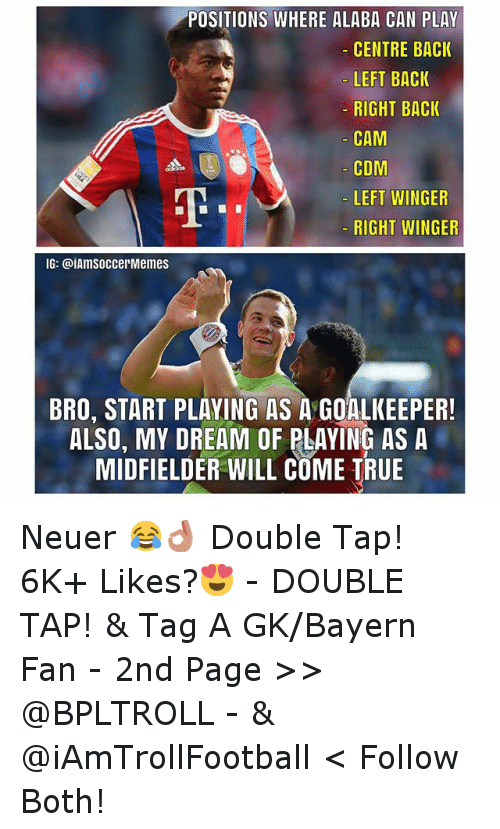 POSITIONS WHERE ALABA CAN PLAY
- CENTRE BACK
- LEFT BACK
- RIGHT BACK
- CAM
- CDM
- LEFT WINGER
- RIGHT WINGER
adidas
T
IG: @iAmSoccerMemes
BRO, START PLAYING AS A GOALKEEPER!
ALSO, MY DREAM OF PLAYING AS A
MIDFIELDER WILL COME TRUE
Neuer 😂👌🏽 Double Tap!
6K+ Likes?😍 - DOUBLE
TAP! & Tag A GK/Bayern
Fan - 2nd Page >>
@BPLTROLL - &
@iAmTrollFootball < Follow
Both!